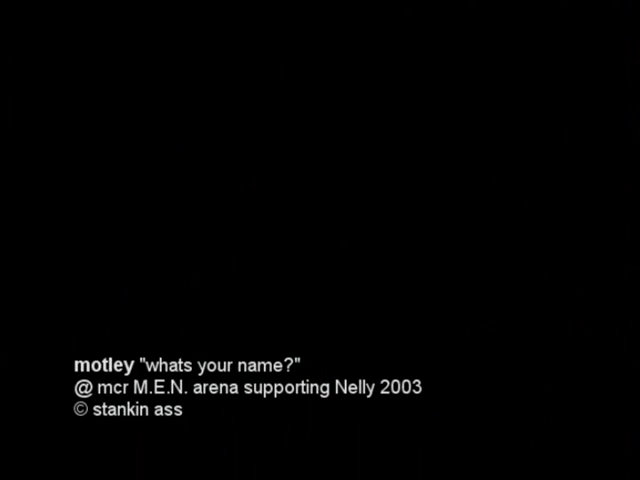 motley "whats your name?"
@ mcr M.E.N. arena supporting Nelly 2003
© stankin ass